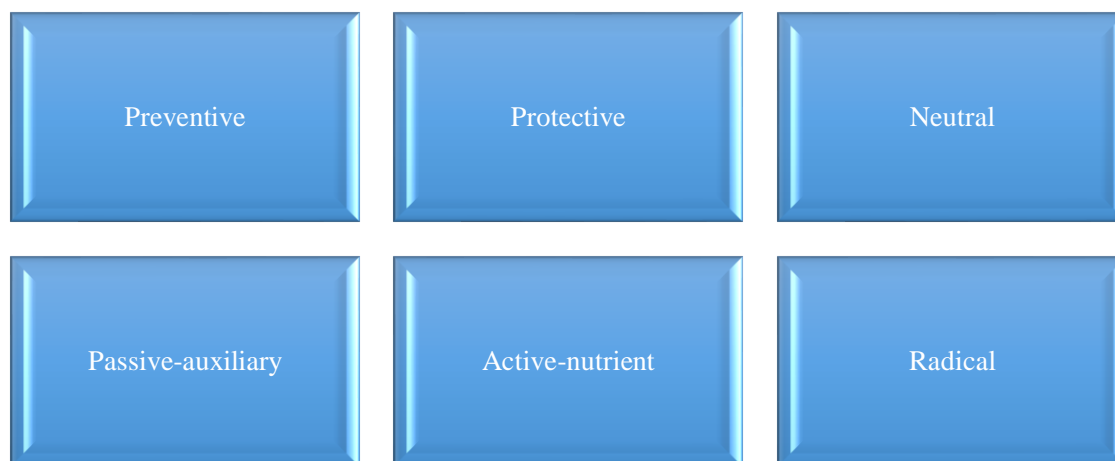 Preventive
Protective
Neutral
Passive-auxiliary
Active-nutrient
Radical